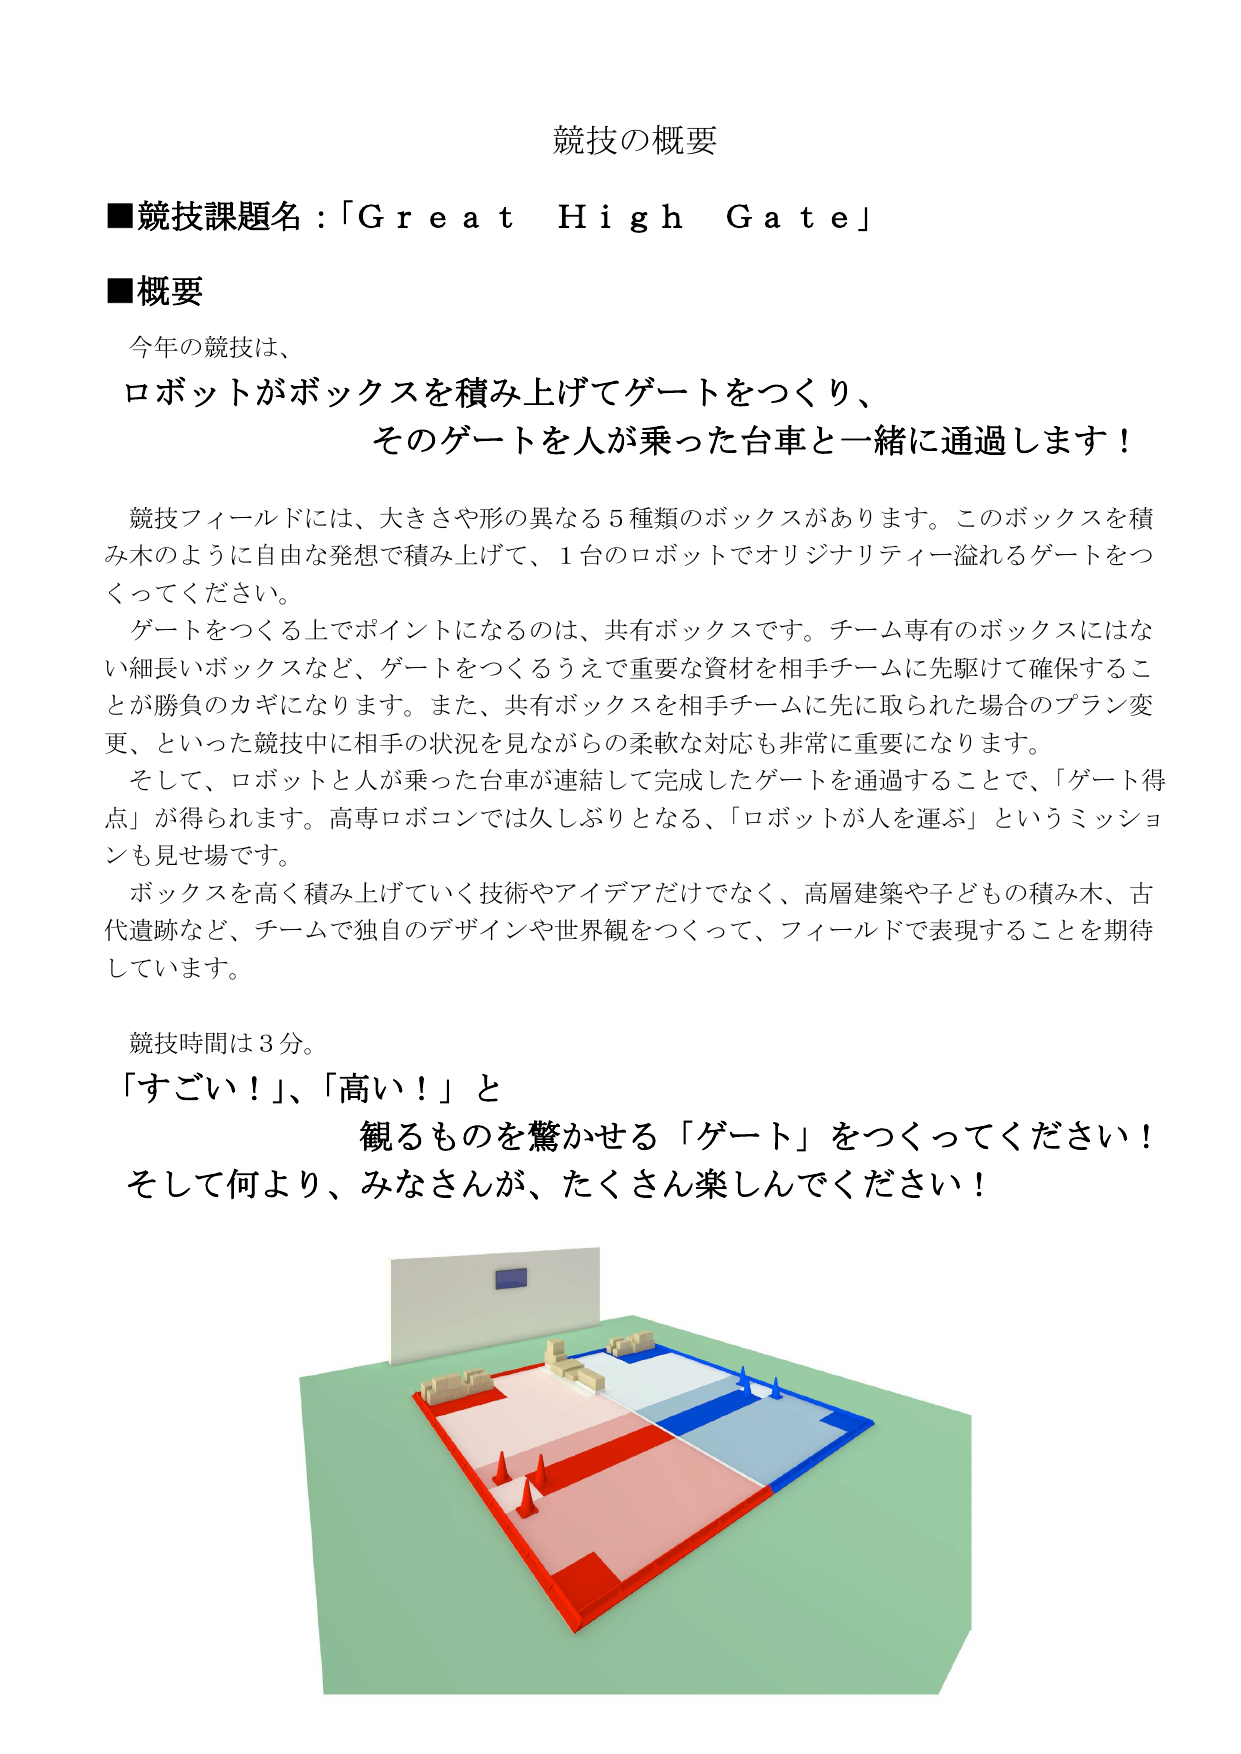 競技の概要
■競技課題名：「Ｇｒｅａｔ　Ｈｉｇｈ　Ｇａｔｅ」
■概要
今年の競技は、
ロボットがボックスを積み上げてゲートをつくり、
そのゲートを人が乗った台車と一緒に通過します！
競技フィールドには、大きさや形の異なる５種類のボックスがあります。このボックスを積
み木のように自由な発想で積み上げて、１台のロボットでオリジナリティー溢れるゲートをつ
くってください。
ゲートをつくる上でポイントになるのは、共有ボックスです。チーム専有のボックスにはな
い細長いボックスなど、ゲートをつくるうえで重要な資材を相手チームに先駆けて確保するこ
とが勝負のカギになります。また、共有ボックスを相手チームに先に取られた場合のプラン変
更、といった競技中に相手の状況を見ながらの柔軟な対応も非常に重要になります。
そして、ロボットと人が乗った台車が連結して完成したゲートを通過することで、「ゲート得
点」が得られます。高専ロボコンでは久しぶりとなる、「ロボットが人を運ぶ」というミッショ
ンも見せ場です。
ボックスを高く積み上げていく技術やアイデアだけでなく、高層建築や子どもの積み木、古
代遺跡など、チームで独自のデザインや世界観をつくって、フィールドで表現することを期待
しています。
競技時間は３分。
「すごい！」、「高い！」と
観るものを驚かせる「ゲート」をつくってください！
そして何より、みなさんが、たくさん楽しんでください！